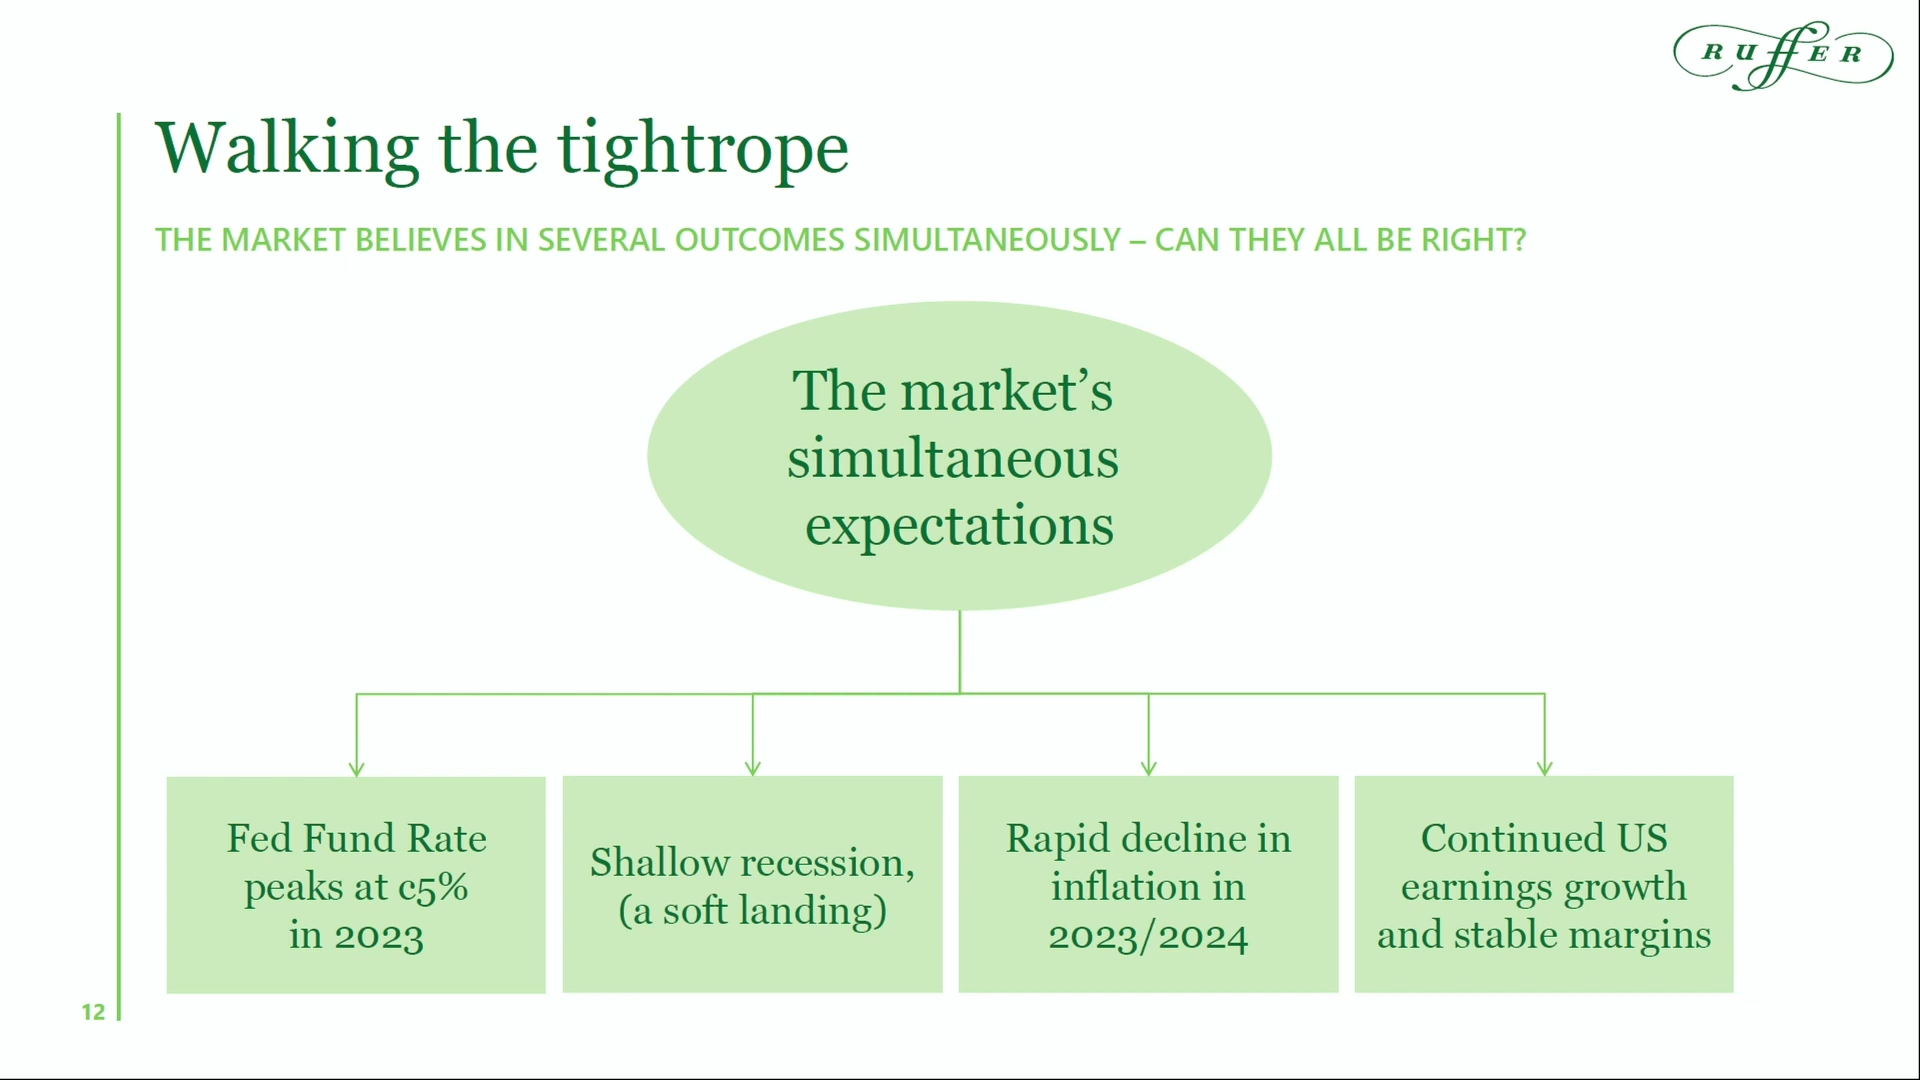 RUFFER
Walking the tightrope
THE MARKET BELIEVES IN SEVERAL OUTCOMES SIMULTANEOUSLY – CAN THEY ALL BE RIGHT?
The market’s
simultaneous
expectations
Fed Fund Rate
peaks at c5%
in 2023
Shallow recession,
(a soft landing)
Rapid decline in
inflation in
2023/2024
Continued US
earnings growth
and stable margins
12